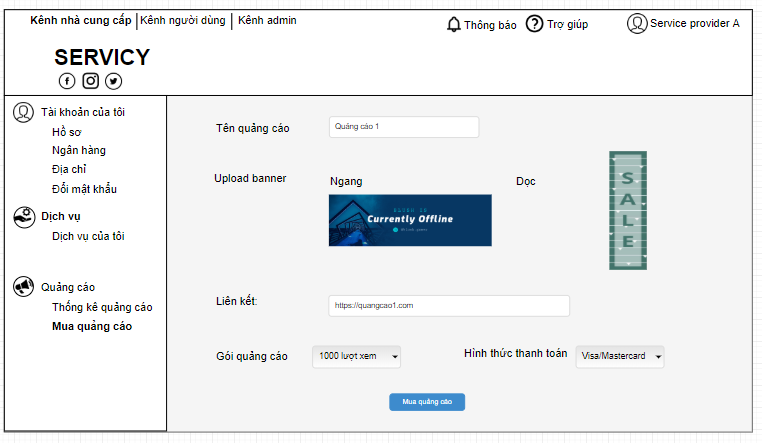 Kênh nhà cung cấp | Kênh người dùng | Kênh admin
Thông báo
Trợ giúp
Service provider A
SERVICY
Tài khoản của tôi
Hồ sơ
Ngân hàng
Địa chỉ
Đổi mật khẩu
Dịch vụ
Dịch vụ của tôi
Quảng cáo
Thống kê quảng cáo
Mua quảng cáo
Tên quảng cáo
Quảng cáo 1
Upload banner
Ngang
Dọc
Currently Offline
SALE
Liên kết:
https://quangcao1.com
Gói quảng cáo
1000 lượt xem
Hình thức thanh toán
Visa/Mastercard
Mua quảng cáo